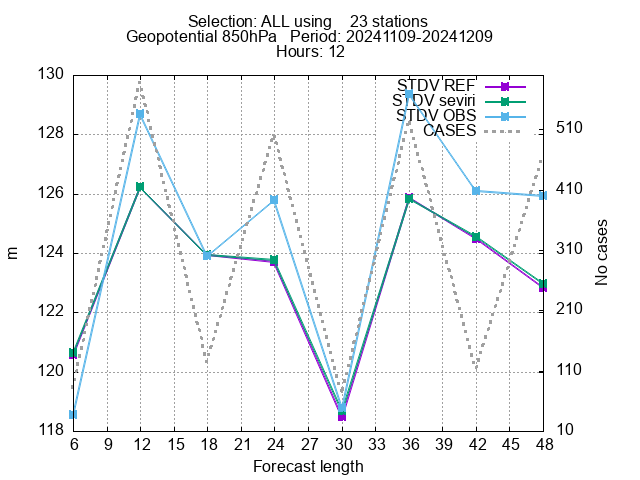 Selection: ALL using 23 stations
Geopotential 850hPa Period: 20241109-20241209
Hours: 12
STDV REF
STDV seviri
STDV OBS
CASES
130
128
126
124
122
120
118
m
510
410
310
210
110
10
No cases
6 9 12 15 18 21 24 27 30 33 36 39 42 45 48
Forecast length